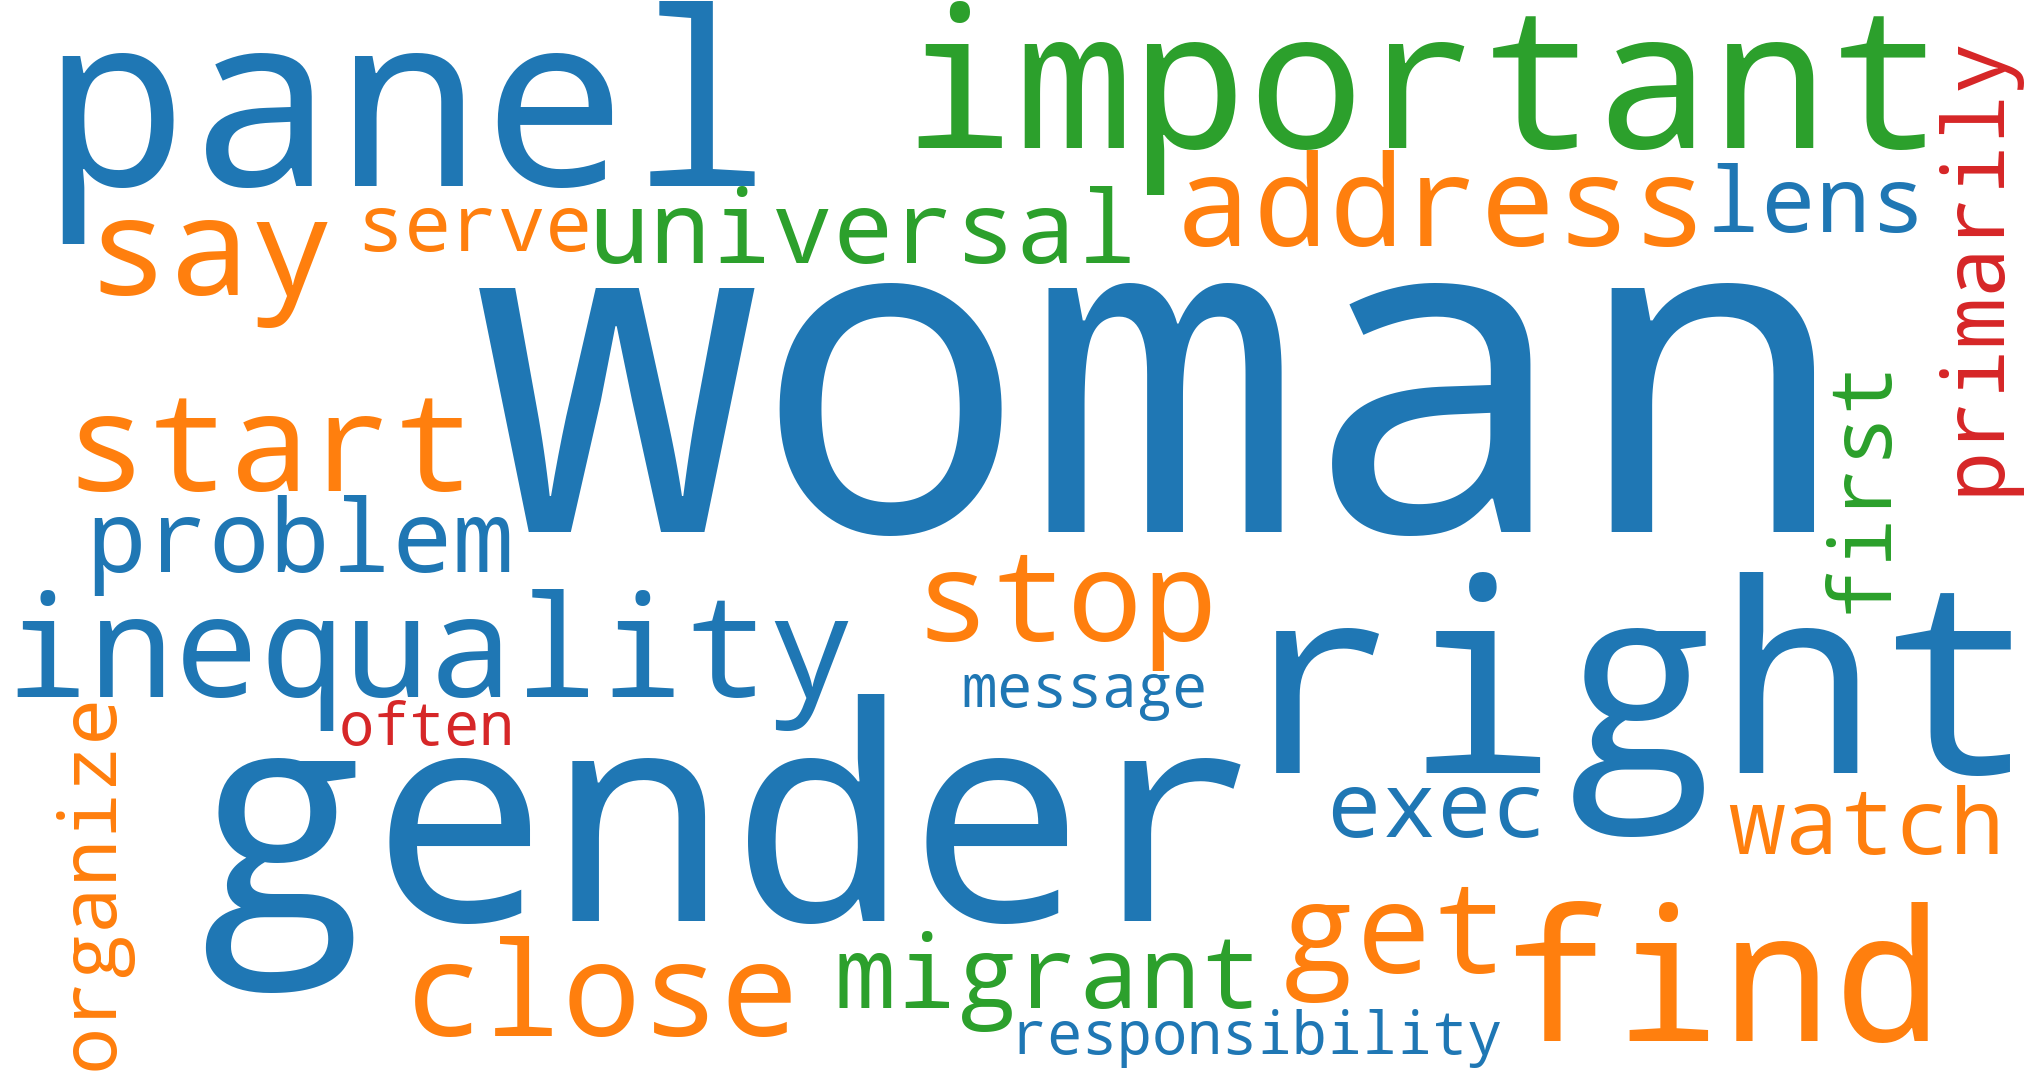 panel
important
primarily
say
serve
universal
address
lens
woman
start
first
problem
stop
right
inequality
message
often
organize
gender
exec
watch
get
find
close
migrant
responsibility